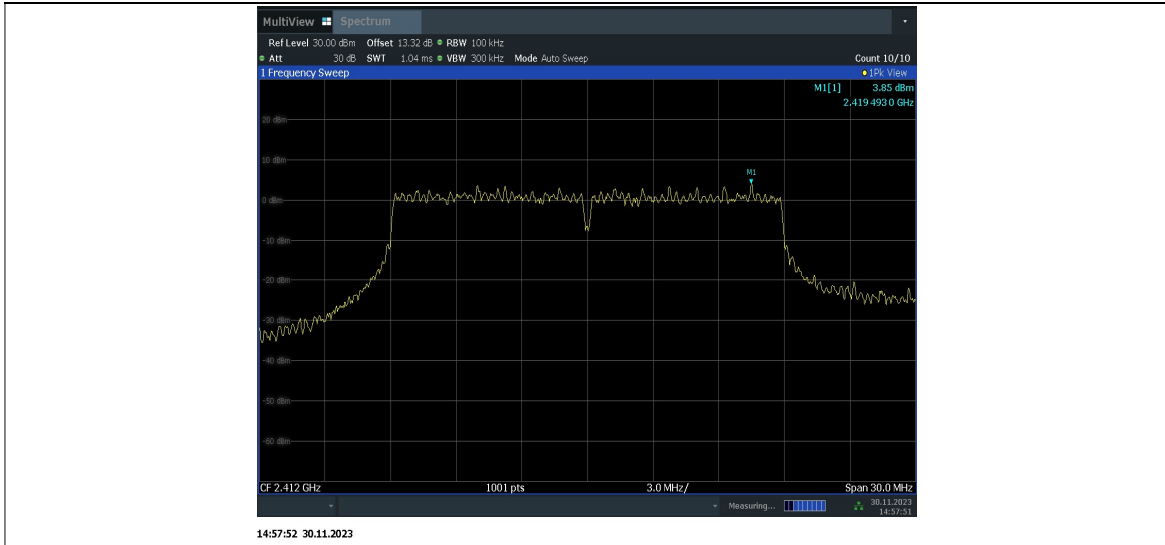 MultiView Spectrum
Ref Level 30.00 dBm Offset 13.32 dB RBW 100 kHz
Att 30 dB SWT 1.04 ms VBW 300 kHz Mode Auto Sweep Count 10/10
1 Frequency Sweep 1Pk View
M1[1] 3.85 dBm
2.419 493 0 GHz
20 dBm
10 dBm
M1
0 dBm
-10 dBm
-20 dBm
-30 dBm
-40 dBm
-50 dBm
-60 dBm
CF 2.412 GHz 1001 pts 3.0 MHz/ Span 30.0 MHz
Measuring... 30.11.2023
14:57:51
14:57:52 30.11.2023